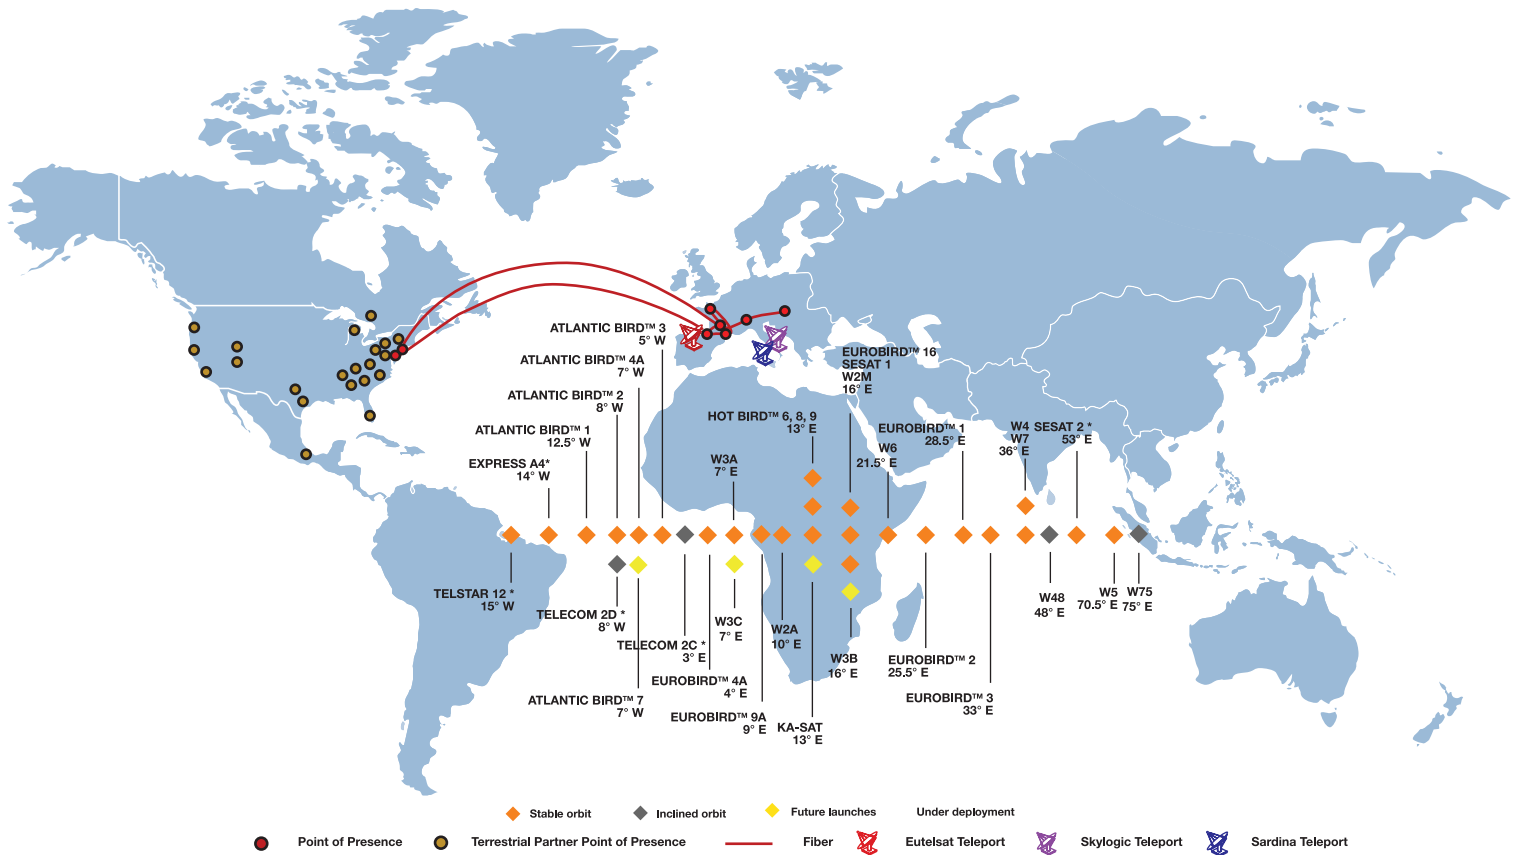 ATLANTIC BIRD™ 3
5° W
ATLANTIC BIRD™ 4A
7° W
ATLANTIC BIRD™ 2
8° W
ATLANTIC BIRD™ 1
12.5° W
EXPRESS A4*
14° W
EUROBIRD™ 16
SESAT 1
W2M
16° E
HOT BIRD™ 6, 8, 9
13° E
W3A
7° E
EUROBIRD™ 1
28.5° E
W6
21.5° E
W4
W7
36° E
SESAT 2 *
53° E
TELSTAR 12 *
15° W
TELECOM 2D *
8° W
TELECOM 2C *
3° E
ATLANTIC BIRD™ 7
7° W
EUROBIRD™ 4A
4° E
W3C
7° E
EUROBIRD™ 9A
9° E
W2A
10° E
KA-SAT
13° E
W3B
16° E
EUROBIRD™ 2
25.5° E
EUROBIRD™ 3
33° E
W48
48° E
W5
70.5° E
W75
75° E
Stable orbit
Inclined orbit
Future launches
Under deployment
Point of Presence
Terrestrial Partner Point of Presence
Fiber
Eutelsat Teleport
Skylogic Teleport
Sardina Teleport